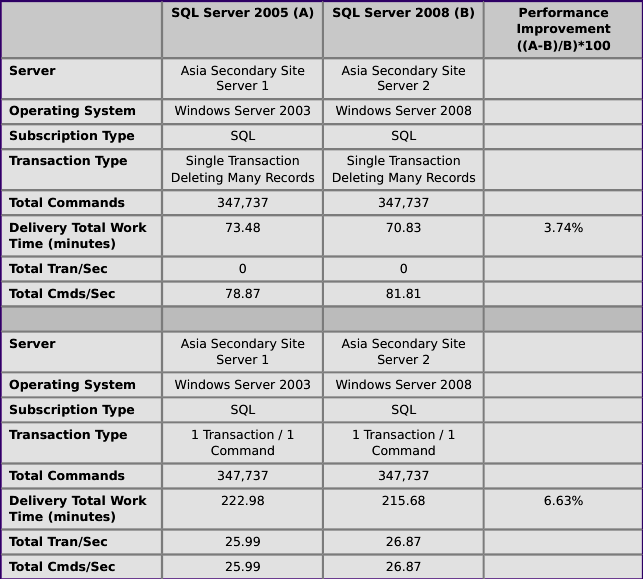 SQL Server 2005 (A) SQL Server 2008 (B) Performance
Improvement
((A-B)/B)*100
Server Asia Secondary Site Asia Secondary Site
Server 1 Server 2
Operating System Windows Server 2003 Windows Server 2008
Subscription Type SQL SQL
Transaction Type Single Transaction Single Transaction
Deleting Many Records Deleting Many Records
Total Commands 347,737 347,737
Delivery Total Work 73.48 70.83 3.74%
Time (minutes)
Total Tran/Sec 0 0
Total Cmds/Sec 78.87 81.81
Server Asia Secondary Site Asia Secondary Site
Server 1 Server 2
Operating System Windows Server 2003 Windows Server 2008
Subscription Type SQL SQL
Transaction Type 1 Transaction / 1 1 Transaction / 1
Command Command
Total Commands 347,737 347,737
Delivery Total Work 222.98 215.68 6.63%
Time (minutes)
Total Tran/Sec 25.99 26.87
Total Cmds/Sec 25.99 26.87